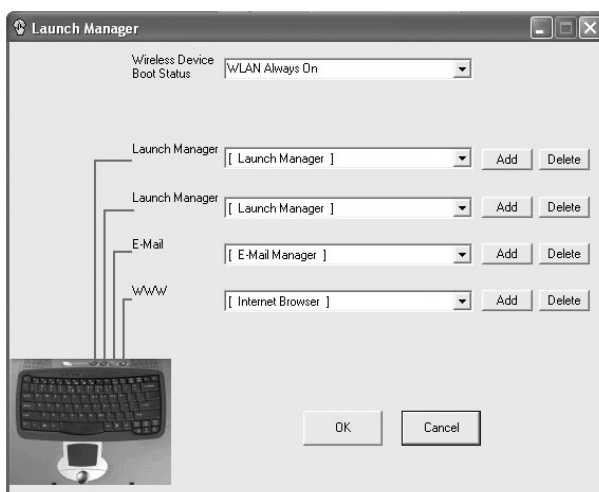 Launch Manager
Wireless Device
Boot Status
WLAN Always On
Launch Manager
[ Launch Manager ]
Add
Delete
Launch Manager
[ Launch Manager ]
Add
Delete
E-Mail
[ E-Mail Manager ]
Add
Delete
WWW
[ Internet Browser ]
Add
Delete
OK
Cancel